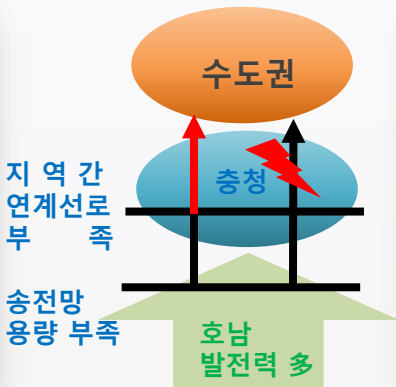 수도권
충청
지 역 간
연계선로
부 족
송전망
용량 부족
호남
발전력 多